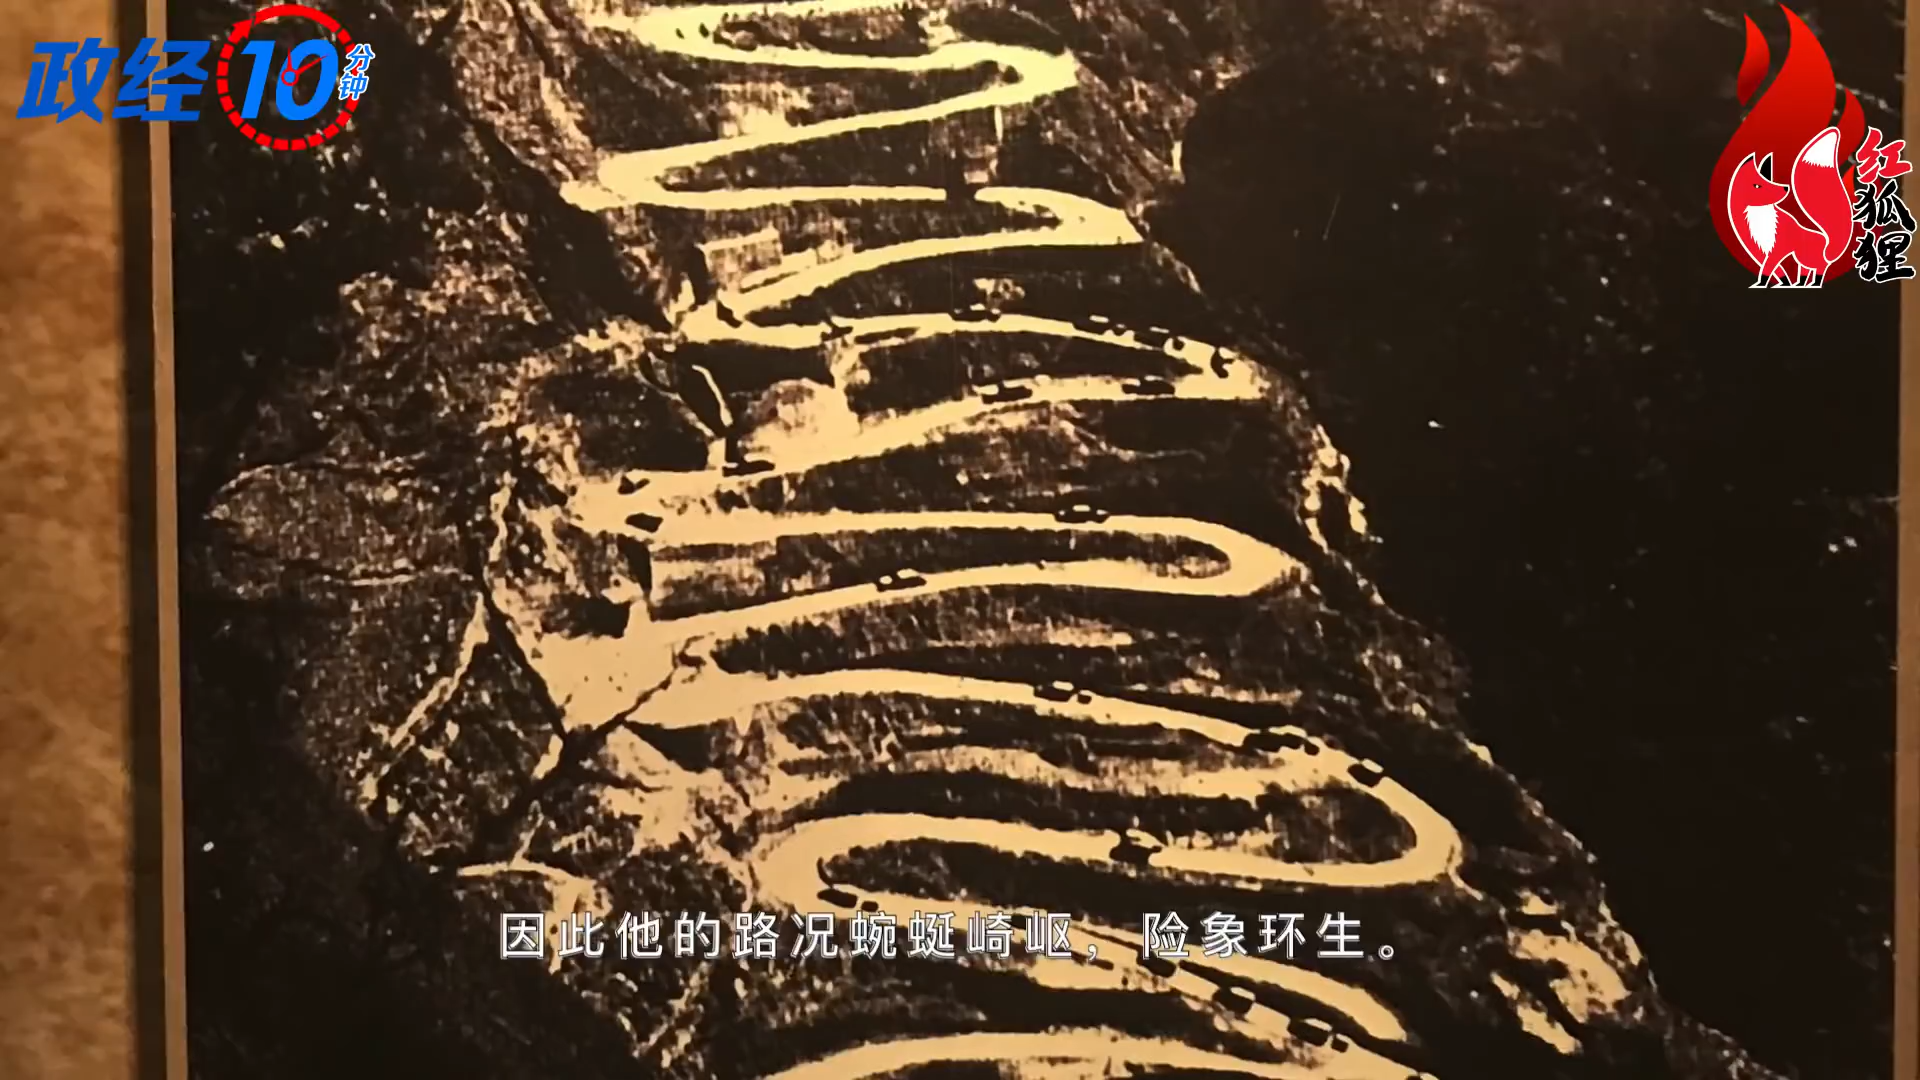 政经10分钟
红狐狸
因此他的路况蜿蜒崎岖，险象环生。